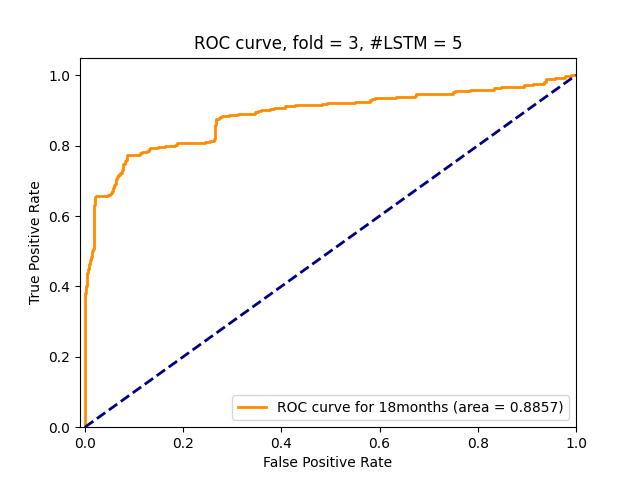 ROC curve, fold = 3, #LSTM = 5
True Positive Rate
1.0
0.8
0.6
0.4
0.2
0.0
ROC curve for 18months (area = 0.8857)
0.0 0.2 0.4 0.6 0.8 1.0
False Positive Rate